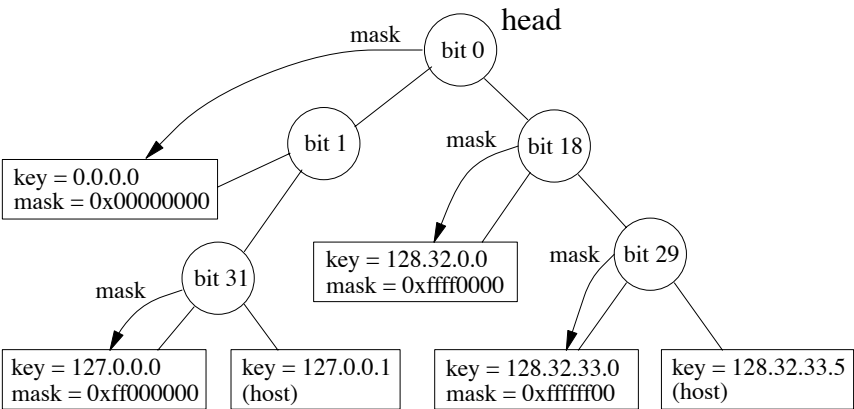 head
mask
bit 0
bit 1
mask
bit 18
key = 0.0.0.0
mask = 0x00000000
key = 128.32.0.0
mask = 0xffff0000
mask
bit 29
mask
bit 31
key = 127.0.0.0
mask = 0xff000000
key = 127.0.0.1
(host)
key = 128.32.33.0
mask = 0xffffff00
key = 128.32.33.5
(host)